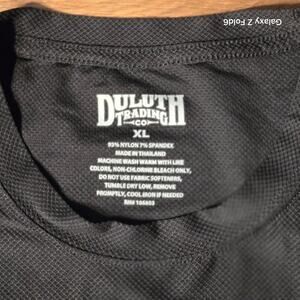 Galaxy Z Fold6
DULUTH
TRADING
CO
XL
93% NYLON 7% SPANDEX
MADE IN THAILAND
MACHINE WASH WARM WITH LIKE
COLORS, NON-CHLORINE BLEACH ONLY,
DO NOT USE FABRIC SOFTENERS,
TUMBLE DRY LOW, REMOVE
PROMPTLY, COOL IRON IF NEEDED
RN#